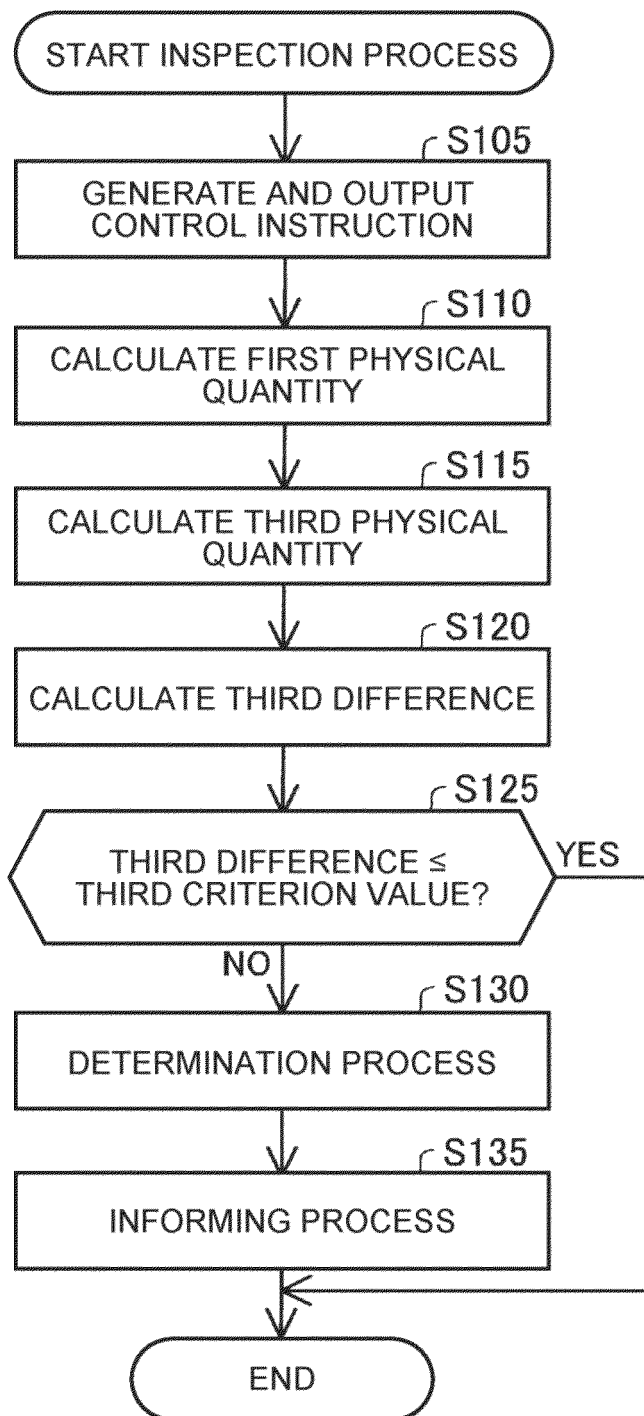 START INSPECTION PROCESS
S105
GENERATE AND OUTPUT
CONTROL INSTRUCTION
S110
CALCULATE FIRST PHYSICAL
QUANTITY
S115
CALCULATE THIRD PHYSICAL
QUANTITY
S120
CALCULATE THIRD DIFFERENCE
S125
THIRD DIFFERENCE ≤
THIRD CRITERION VALUE?
YES
NO
S130
DETERMINATION PROCESS
S135
INFORMING PROCESS
END